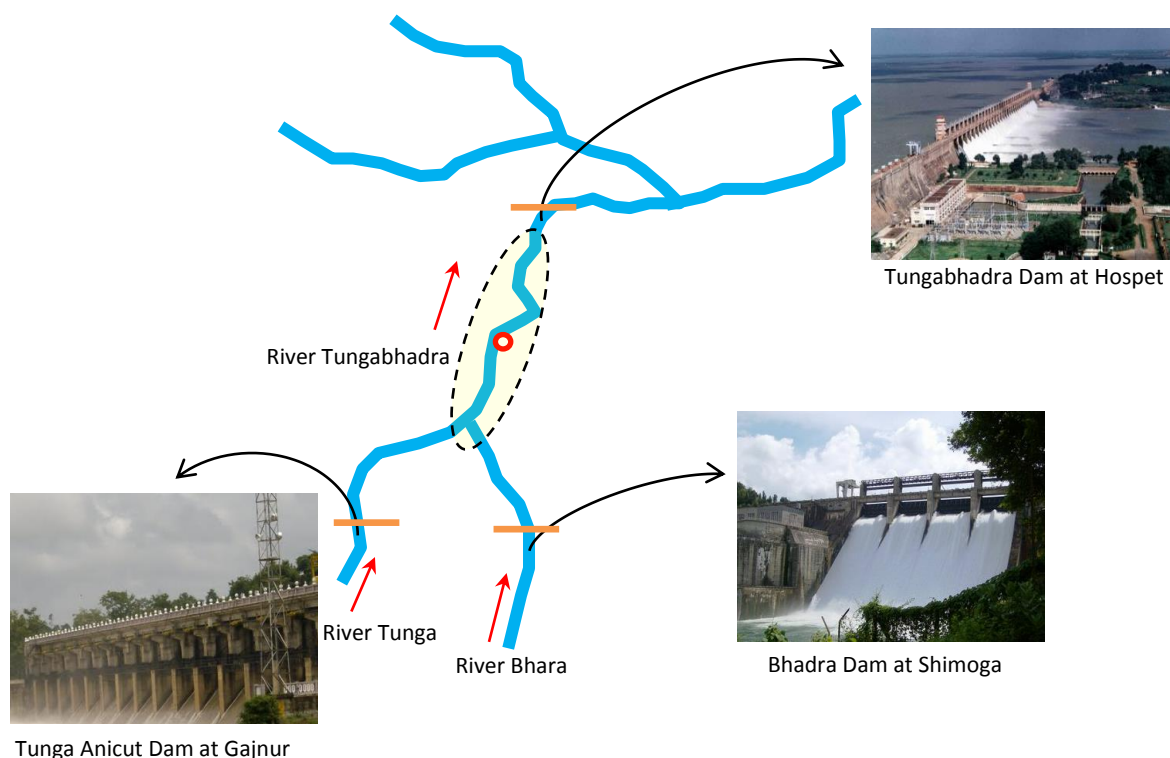 Tungabhadra Dam at Hospet
River Tungabhadra
River Tunga
River Bhara
Bhadra Dam at Shimoga
Tunga Anicut Dam at Gajnur